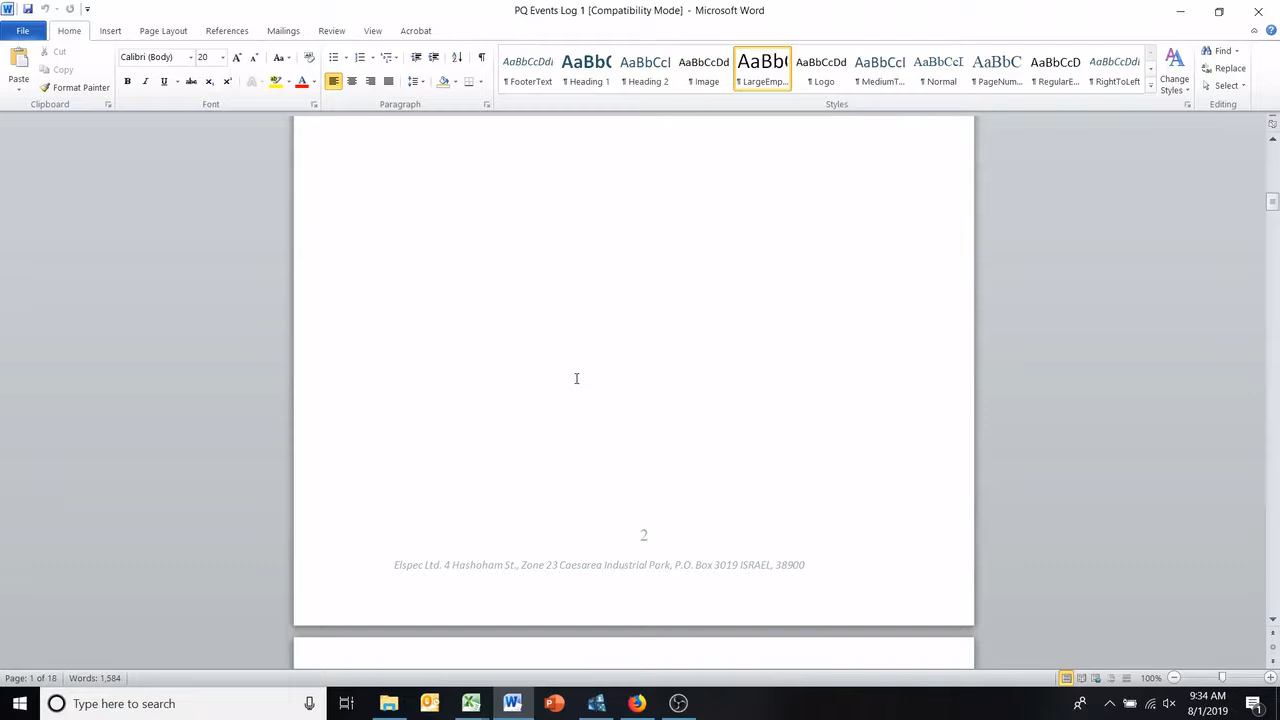 PQ Events Log 1 [Compatibility Mode] - Microsoft Word
File Home Insert Page Layout References Mailings Review View Acrobat
Paste
Cut
Copy
Format Painter
Clipboard
Calibri (Body) 20
Font
Paragraph
AaBbCcDdI AaBbC AaBbCcI AaBbCcDd AaBb( AaBbCcDd AaBbCcI AaBbCcI AaBbC AaBbCcD AaBbCcDdI
¶ FooterText ¶ Heading 1 ¶ Heading 2 ¶ Image ¶ LargeEmp... ¶ Logo ¶ MediumT... ¶ Normal ¶ PageNum... ¶ RegularE... ¶ RightToLeft
Styles
Change Styles
Find
Replace
Select
Editing
2
Elspec Ltd. 4 Hashoham St., Zone 23 Caesarea Industrial Park, P.O. Box 3019 ISRAEL, 38900
Page: 1 of 18 Words: 1,584
100%
Type here to search
9:34 AM
8/1/2019